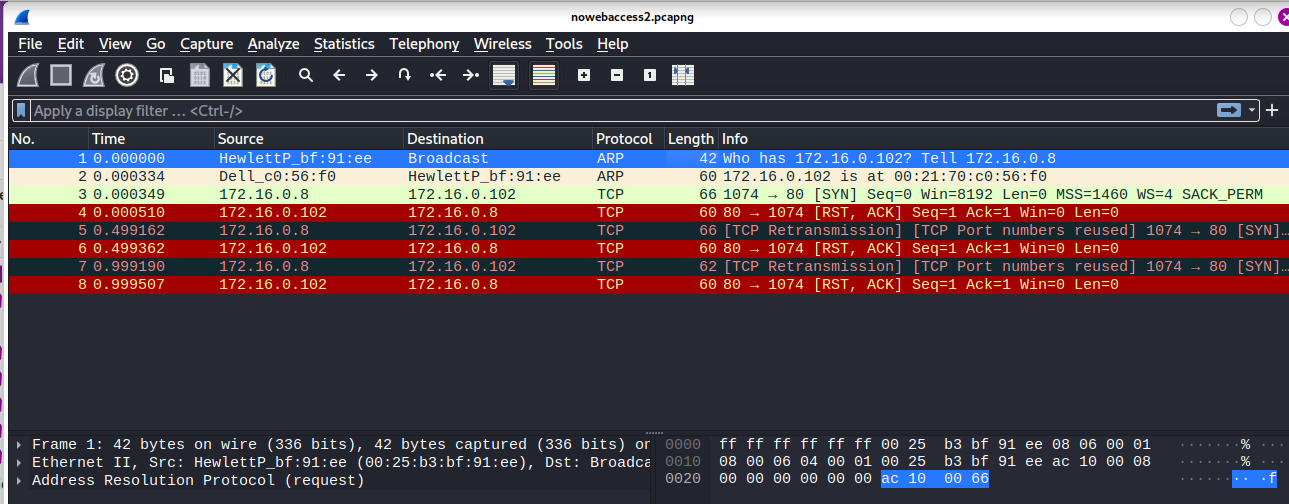 nowebaccess2.pcapng
File Edit View Go Capture Analyze Statistics Telephony Wireless Tools Help
Apply a display filter ... <Ctrl-/>
No. Time Source Destination Protocol Length Info
1 0.000000 HewlettP_bf:91:ee Broadcast ARP 42 Who has 172.16.0.102? Tell 172.16.0.8
2 0.000334 Dell_c0:56:f0 HewlettP_bf:91:ee ARP 60 172.16.0.102 is at 00:21:70:c0:56:f0
3 0.000349 172.16.0.8 172.16.0.102 TCP 66 1074 → 80 [SYN] Seq=0 Win=8192 Len=0 MSS=1460 WS=4 SACK_PERM
4 0.000510 172.16.0.102 172.16.0.8 TCP 60 80 → 1074 [RST, ACK] Seq=1 Ack=1 Win=0 Len=0
5 0.499162 172.16.0.8 172.16.0.102 TCP 66 [TCP Retransmission] [TCP Port numbers reused] 1074 → 80 [SYN]…
6 0.499362 172.16.0.102 172.16.0.8 TCP 60 80 → 1074 [RST, ACK] Seq=1 Ack=1 Win=0 Len=0
7 0.999190 172.16.0.8 172.16.0.102 TCP 62 [TCP Retransmission] [TCP Port numbers reused] 1074 → 80 [SYN]…
8 0.999507 172.16.0.102 172.16.0.8 TCP 60 80 → 1074 [RST, ACK] Seq=1 Ack=1 Win=0 Len=0
Frame 1: 42 bytes on wire (336 bits), 42 bytes captured (336 bits) on
Ethernet II, Src: HewlettP_bf:91:ee (00:25:b3:bf:91:ee), Dst: Broadca
Address Resolution Protocol (request)
0000 ff ff ff ff ff ff 00 25 b3 bf 91 ee 08 06 00 01 ·······% ····
0010 08 00 06 04 00 01 00 25 b3 bf 91 ee ac 10 00 08 ·······% ········
0020 00 00 00 00 00 00 ac 10 00 66 ········ ·f